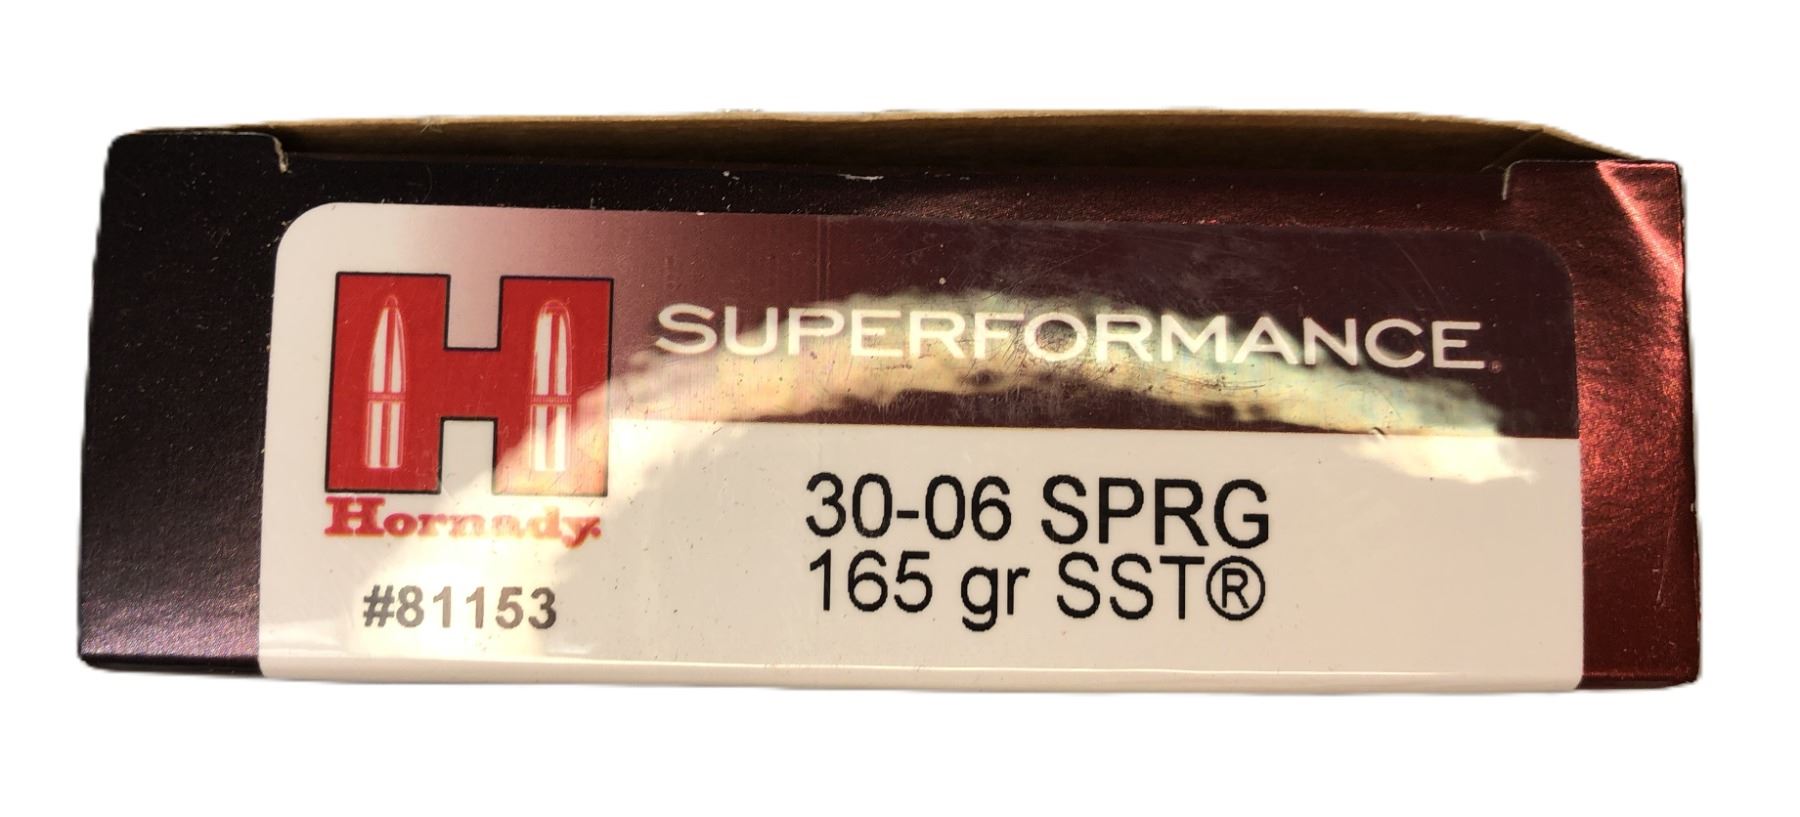 SUPERFORMANCE®
Hornady®
#81153
30-06 SPRG
165 gr SST®